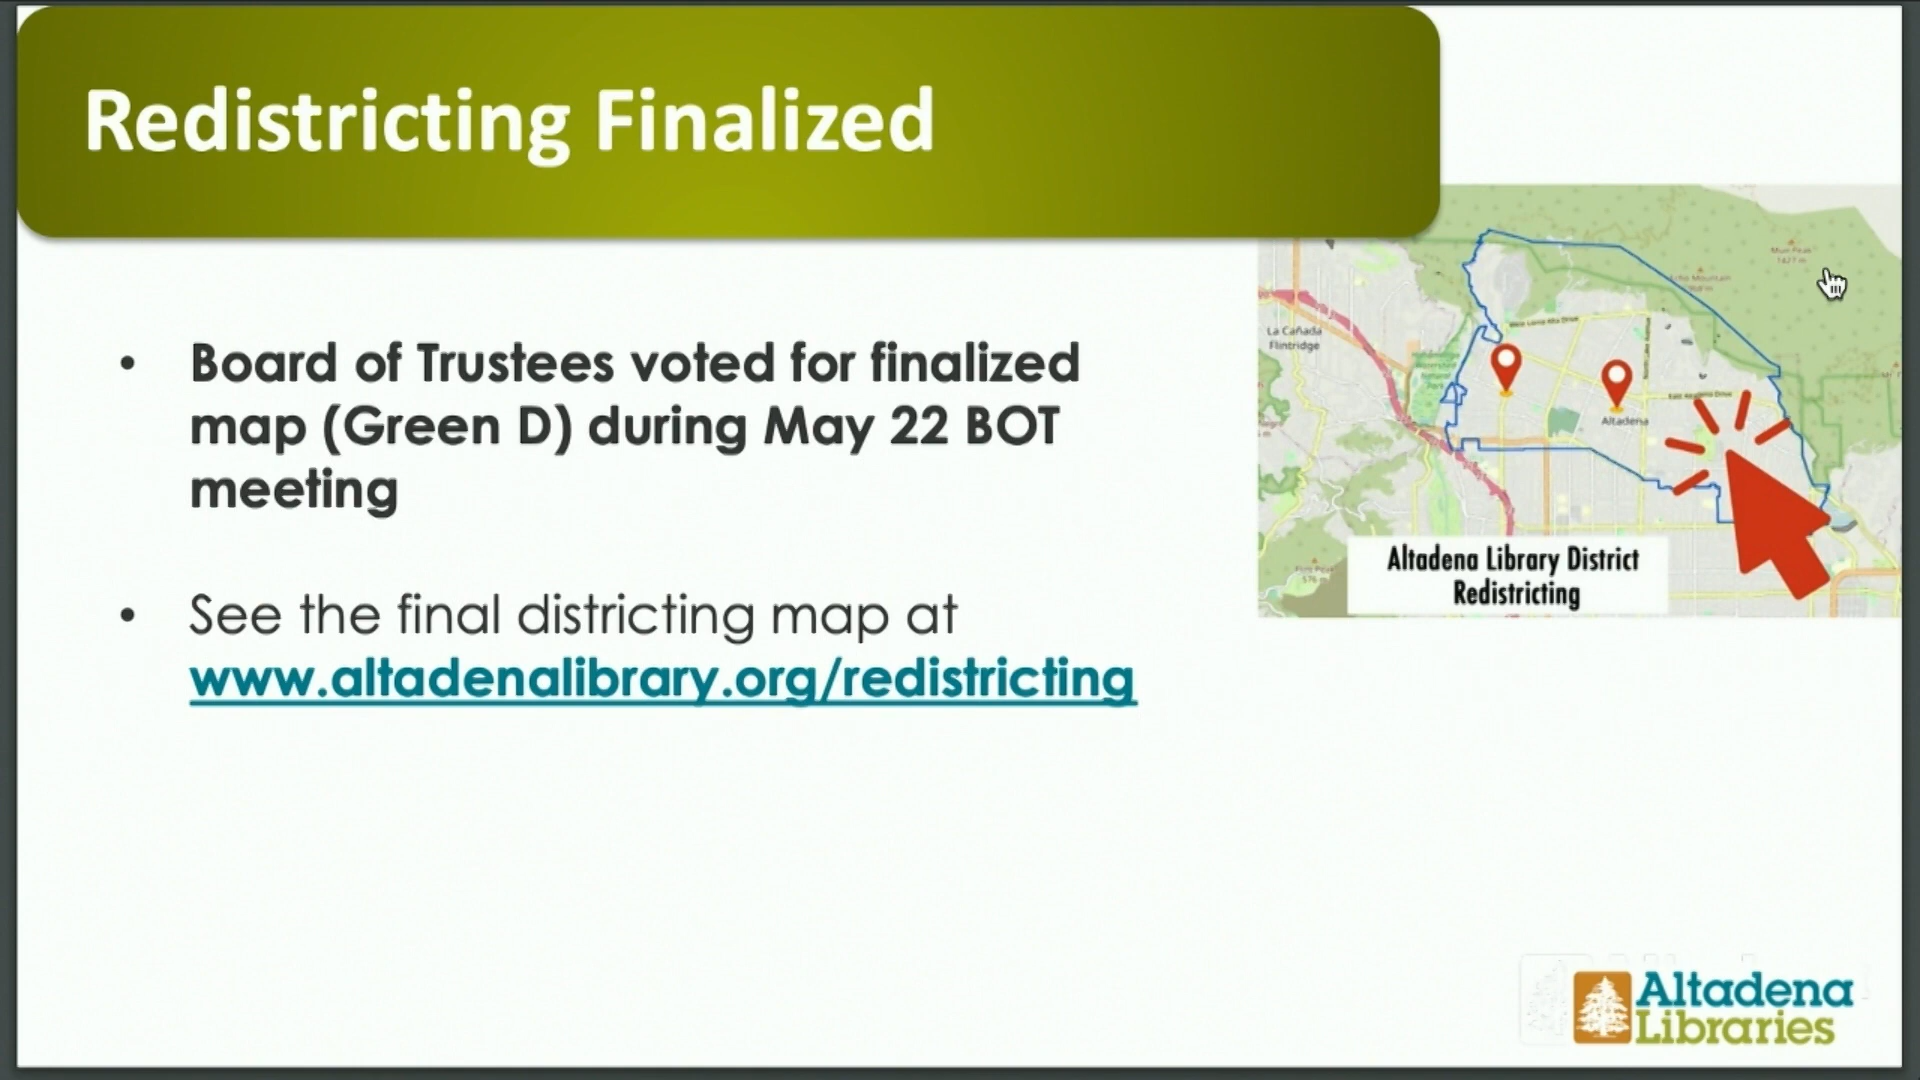 Redistricting Finalized
• Board of Trustees voted for finalized
map (Green D) during May 22 BOT
meeting
• See the final districting map at
www.altadenalibrary.org/redistricting
La Cañada
Flintridge
Altadena
Altadena Library District
Redistricting
Altadena
Libraries